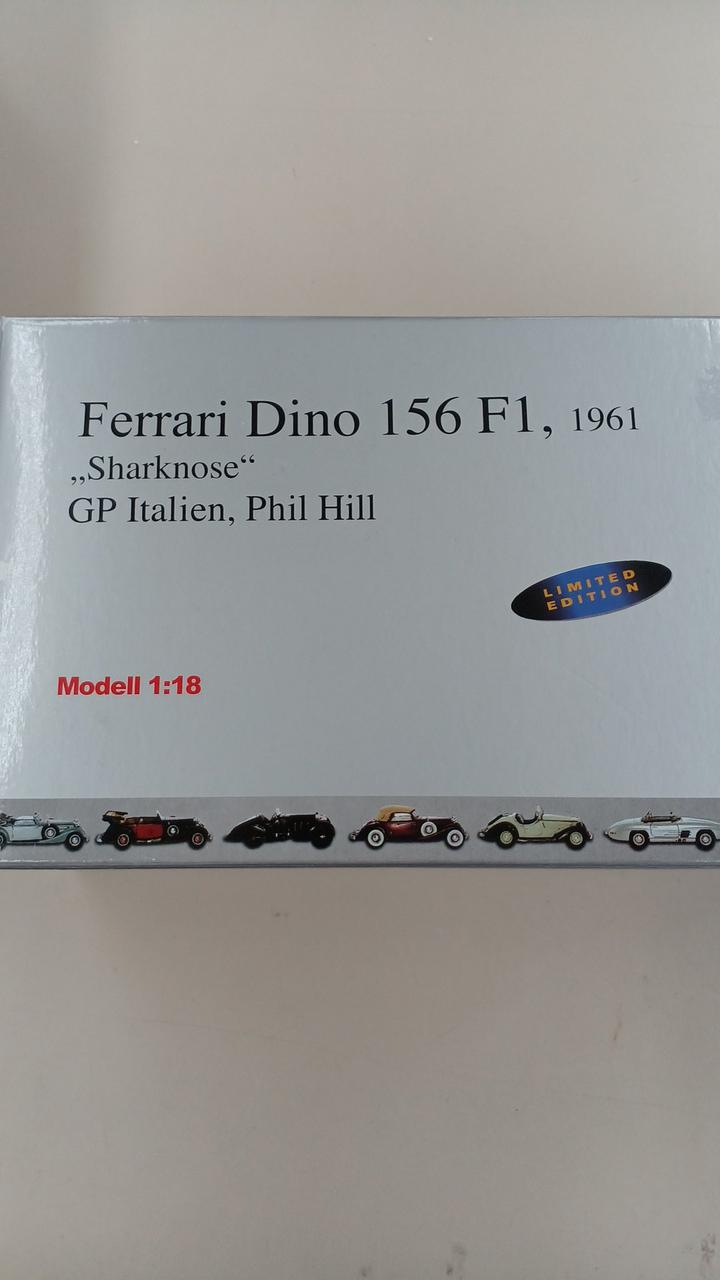 Ferrari Dino 156 F1, 1961
„Sharknose“
GP Italien, Phil Hill
LIMITED
EDITION
Modell 1:18